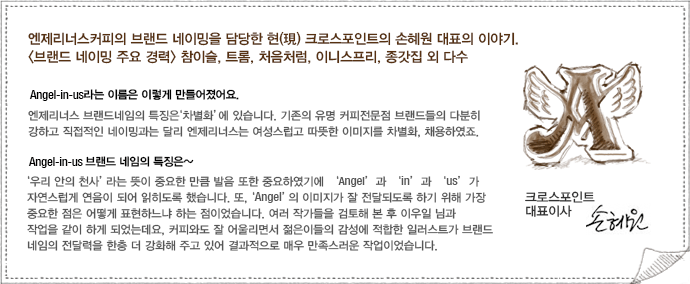 엔제리너스커피의 브랜드 네이밍을 담당한 현(現) 크로스포인트의 손혜원 대표의 이야기.
<브랜드 네이밍 주요 경력> 참이슬, 트롬, 처음처럼, 이니스프리, 종갓집 외 다수
Angel-in-us라는 이름은 이렇게 만들어졌어요.
엔제리너스 브랜드네임의 특징은'차별화'에 있습니다. 기존의 유명 커피전문점 브랜드들의 다분히
강하고 직접적인 네이밍과는 달리 엔제리너스는 여성스럽고 따뜻한 이미지를 차별화, 채용하였죠.
Angel-in-us 브랜드 네임의 특징은~
'우리 안의 천사' 라는 뜻이 중요한 만큼 발음 또한 중요하였기에 'Angel' 과 'in' 과 'us' 가
자연스럽게 연음이 되어 읽히도록 했습니다. 또, 'Angel' 의 이미지가 잘 전달되도록 하기 위해 가장
중요한 점은 어떻게 표현하느냐 하는 점이었습니다. 여러 작가들을 검토해 본 후 이우일 님과
작업을 같이 하게 되었는데요, 커피와도 잘 어울리면서 젊은이들의 감성에 적합한 일러스트가 브랜드
네임의 전달력을 한층 더 강화해 주고 있어 결과적으로 매우 만족스러운 작업이었습니다.
A
크로스포인트
대표이사
손혜원